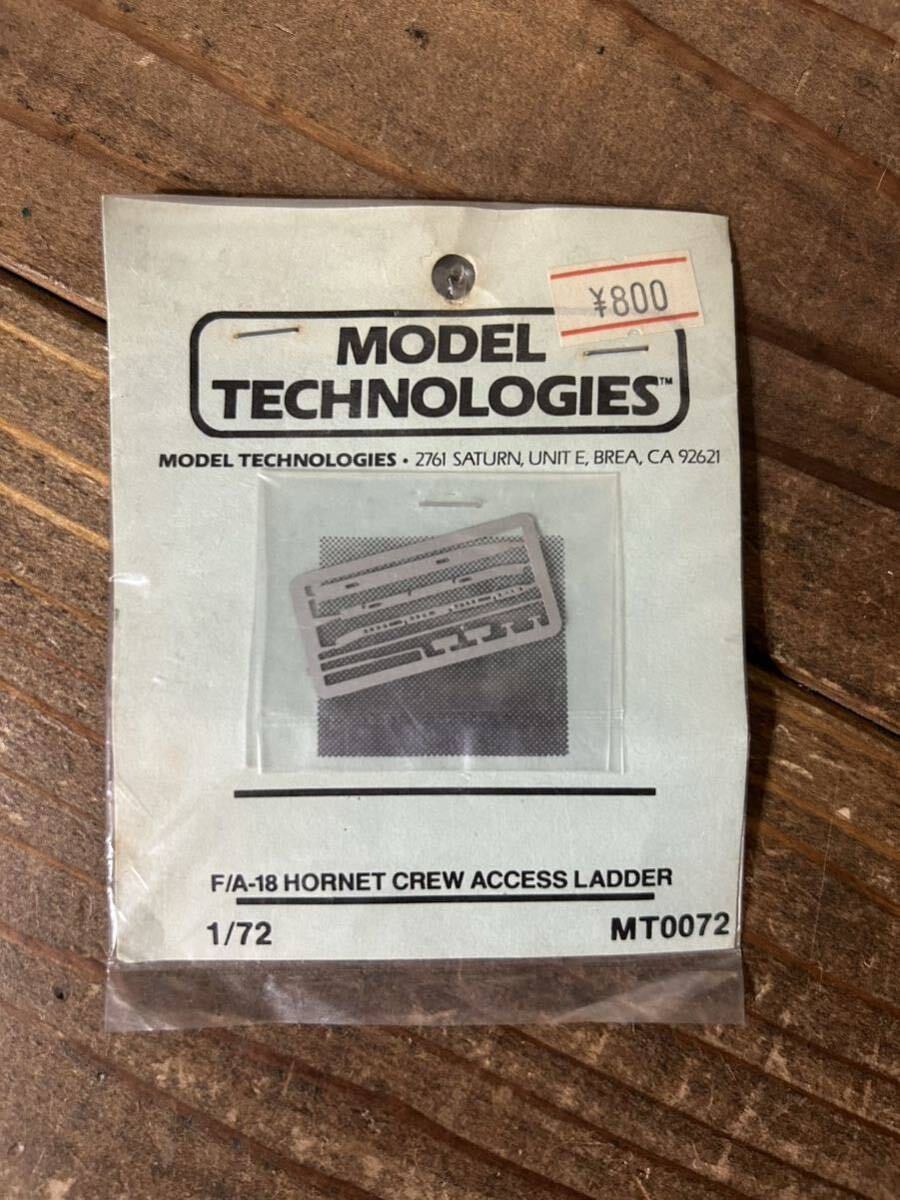 ¥800
MODEL
TECHNOLOGIES™
MODEL TECHNOLOGIES • 2761 SATURN, UNIT E, BREA, CA 92621
F/A-18 HORNET CREW ACCESS LADDER
1/72 MT0072